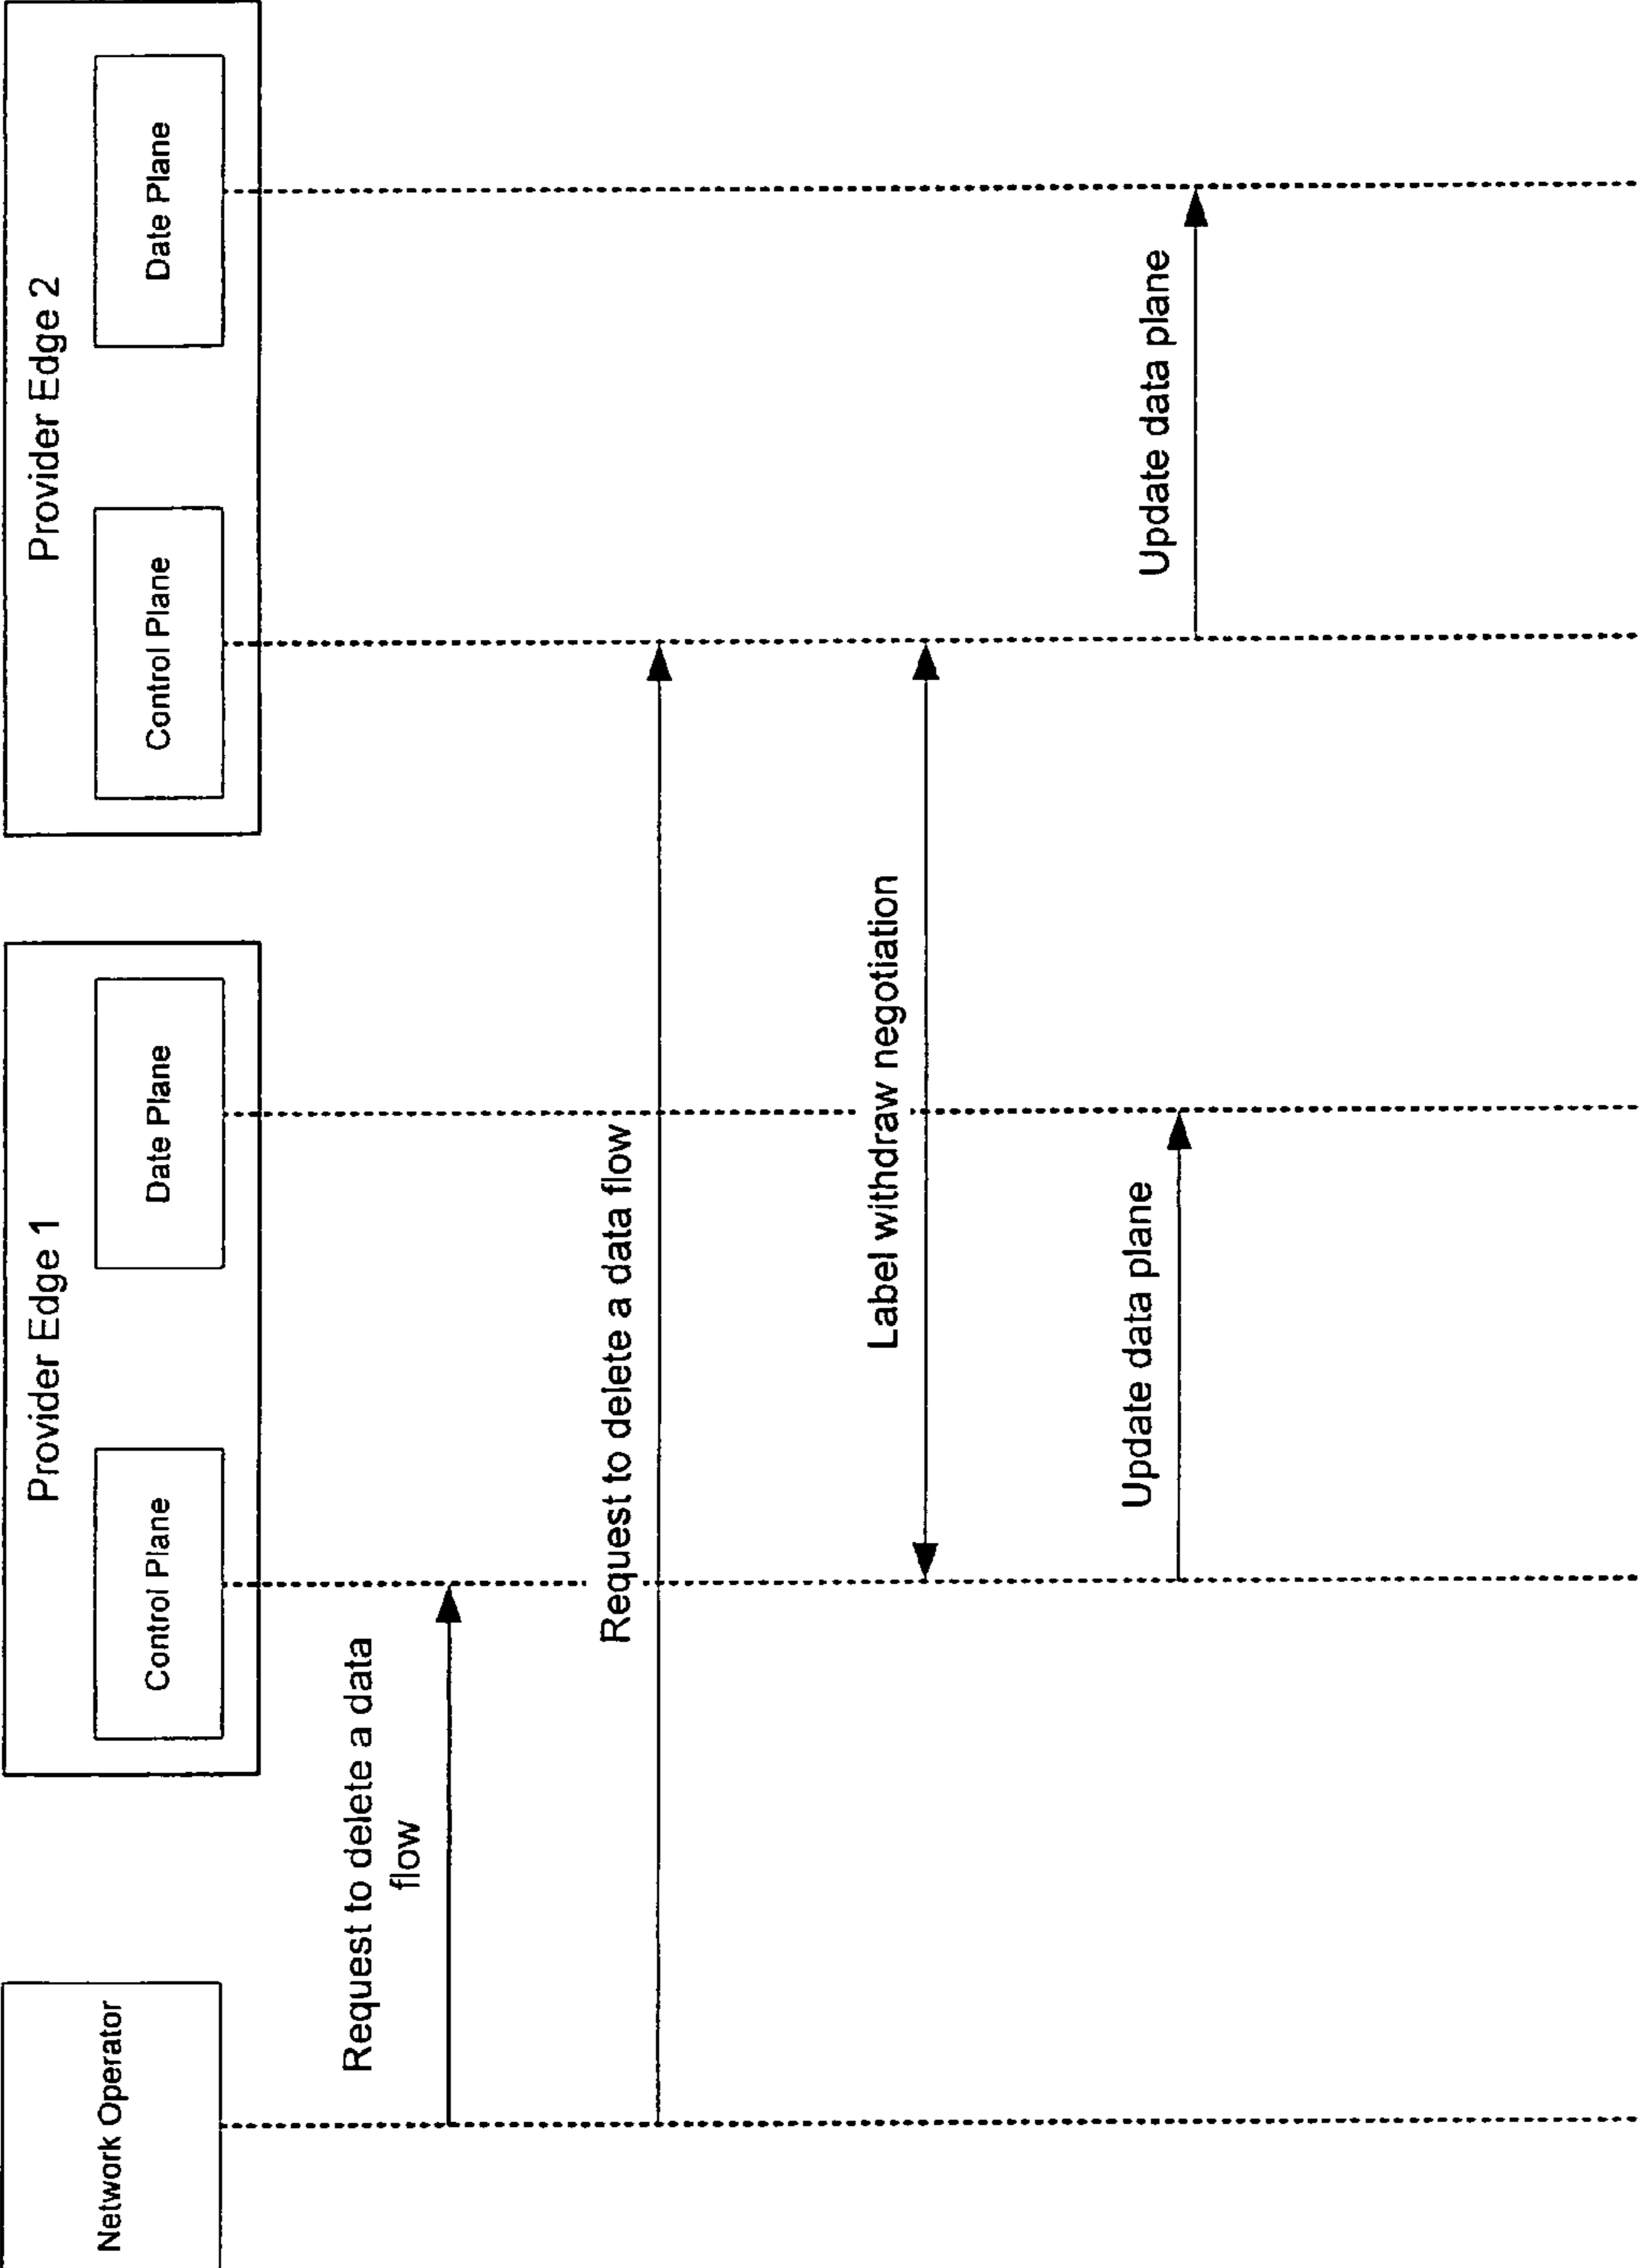 Network Operator
Provider Edge 1
Control Plane
Date Plane
Provider Edge 2
Control Plane
Date Plane
Request to delete a data
flow
Request to delete a data flow
Label withdraw negotiation
Update data plane
Update data plane